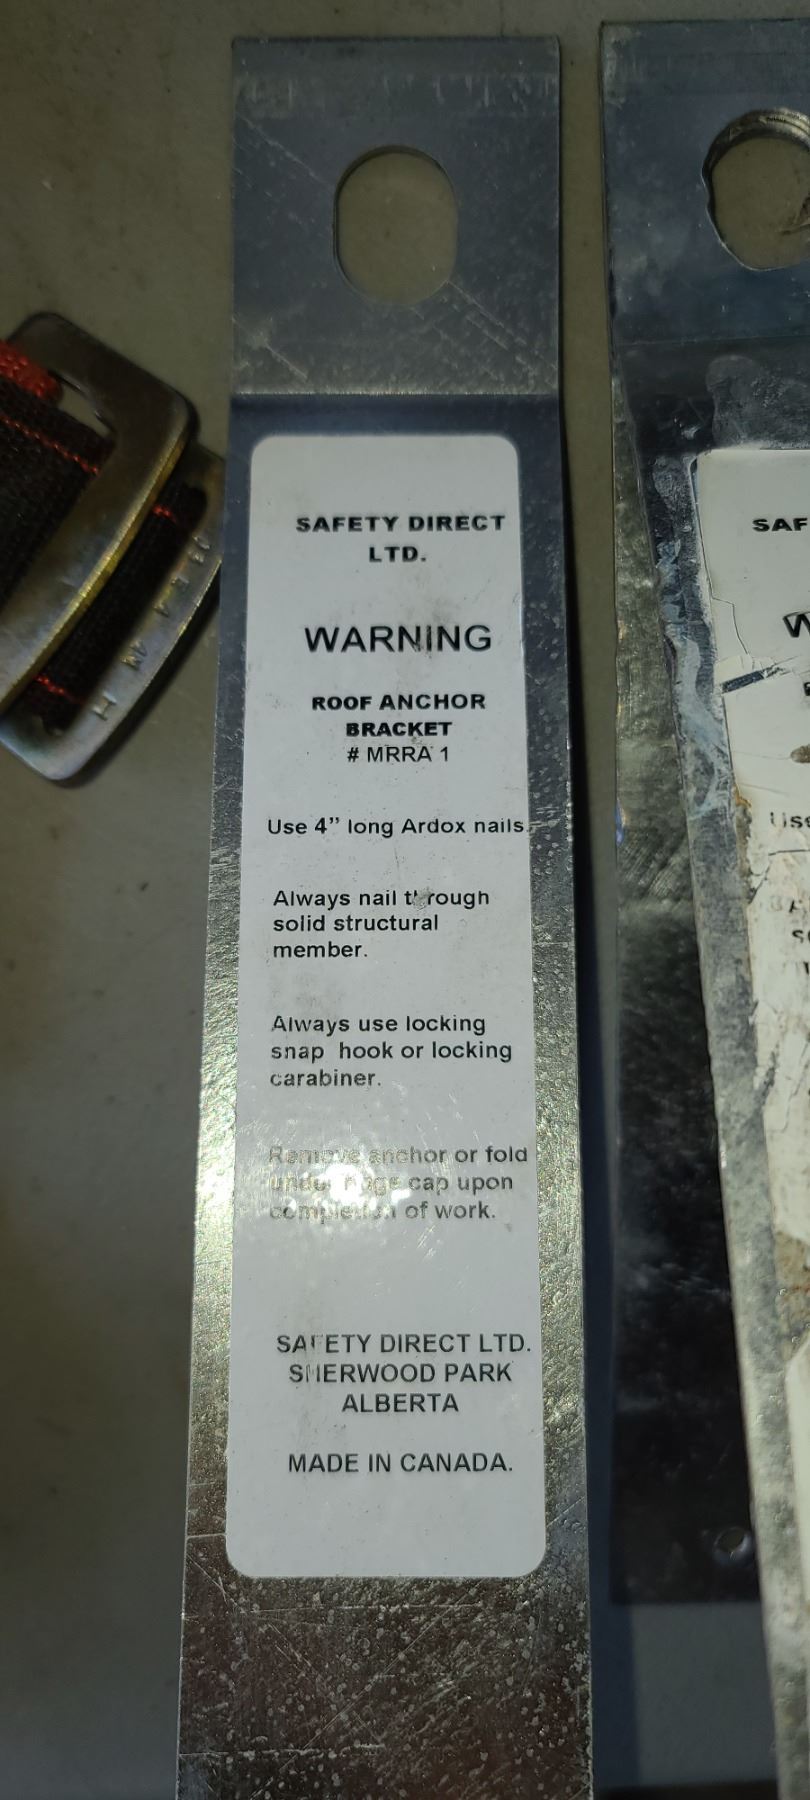 SAFETY DIRECT
LTD.
WARNING
ROOF ANCHOR
BRACKET
# MRRA 1
Use 4” long Ardox nails.
Always nail through
solid structural
member.
Always use locking
snap hook or locking
carabiner.
Remove anchor or fold
under ridge cap upon
completion of work.
SAFETY DIRECT LTD.
SHERWOOD PARK
ALBERTA
MADE IN CANADA.
SAF
W
Use